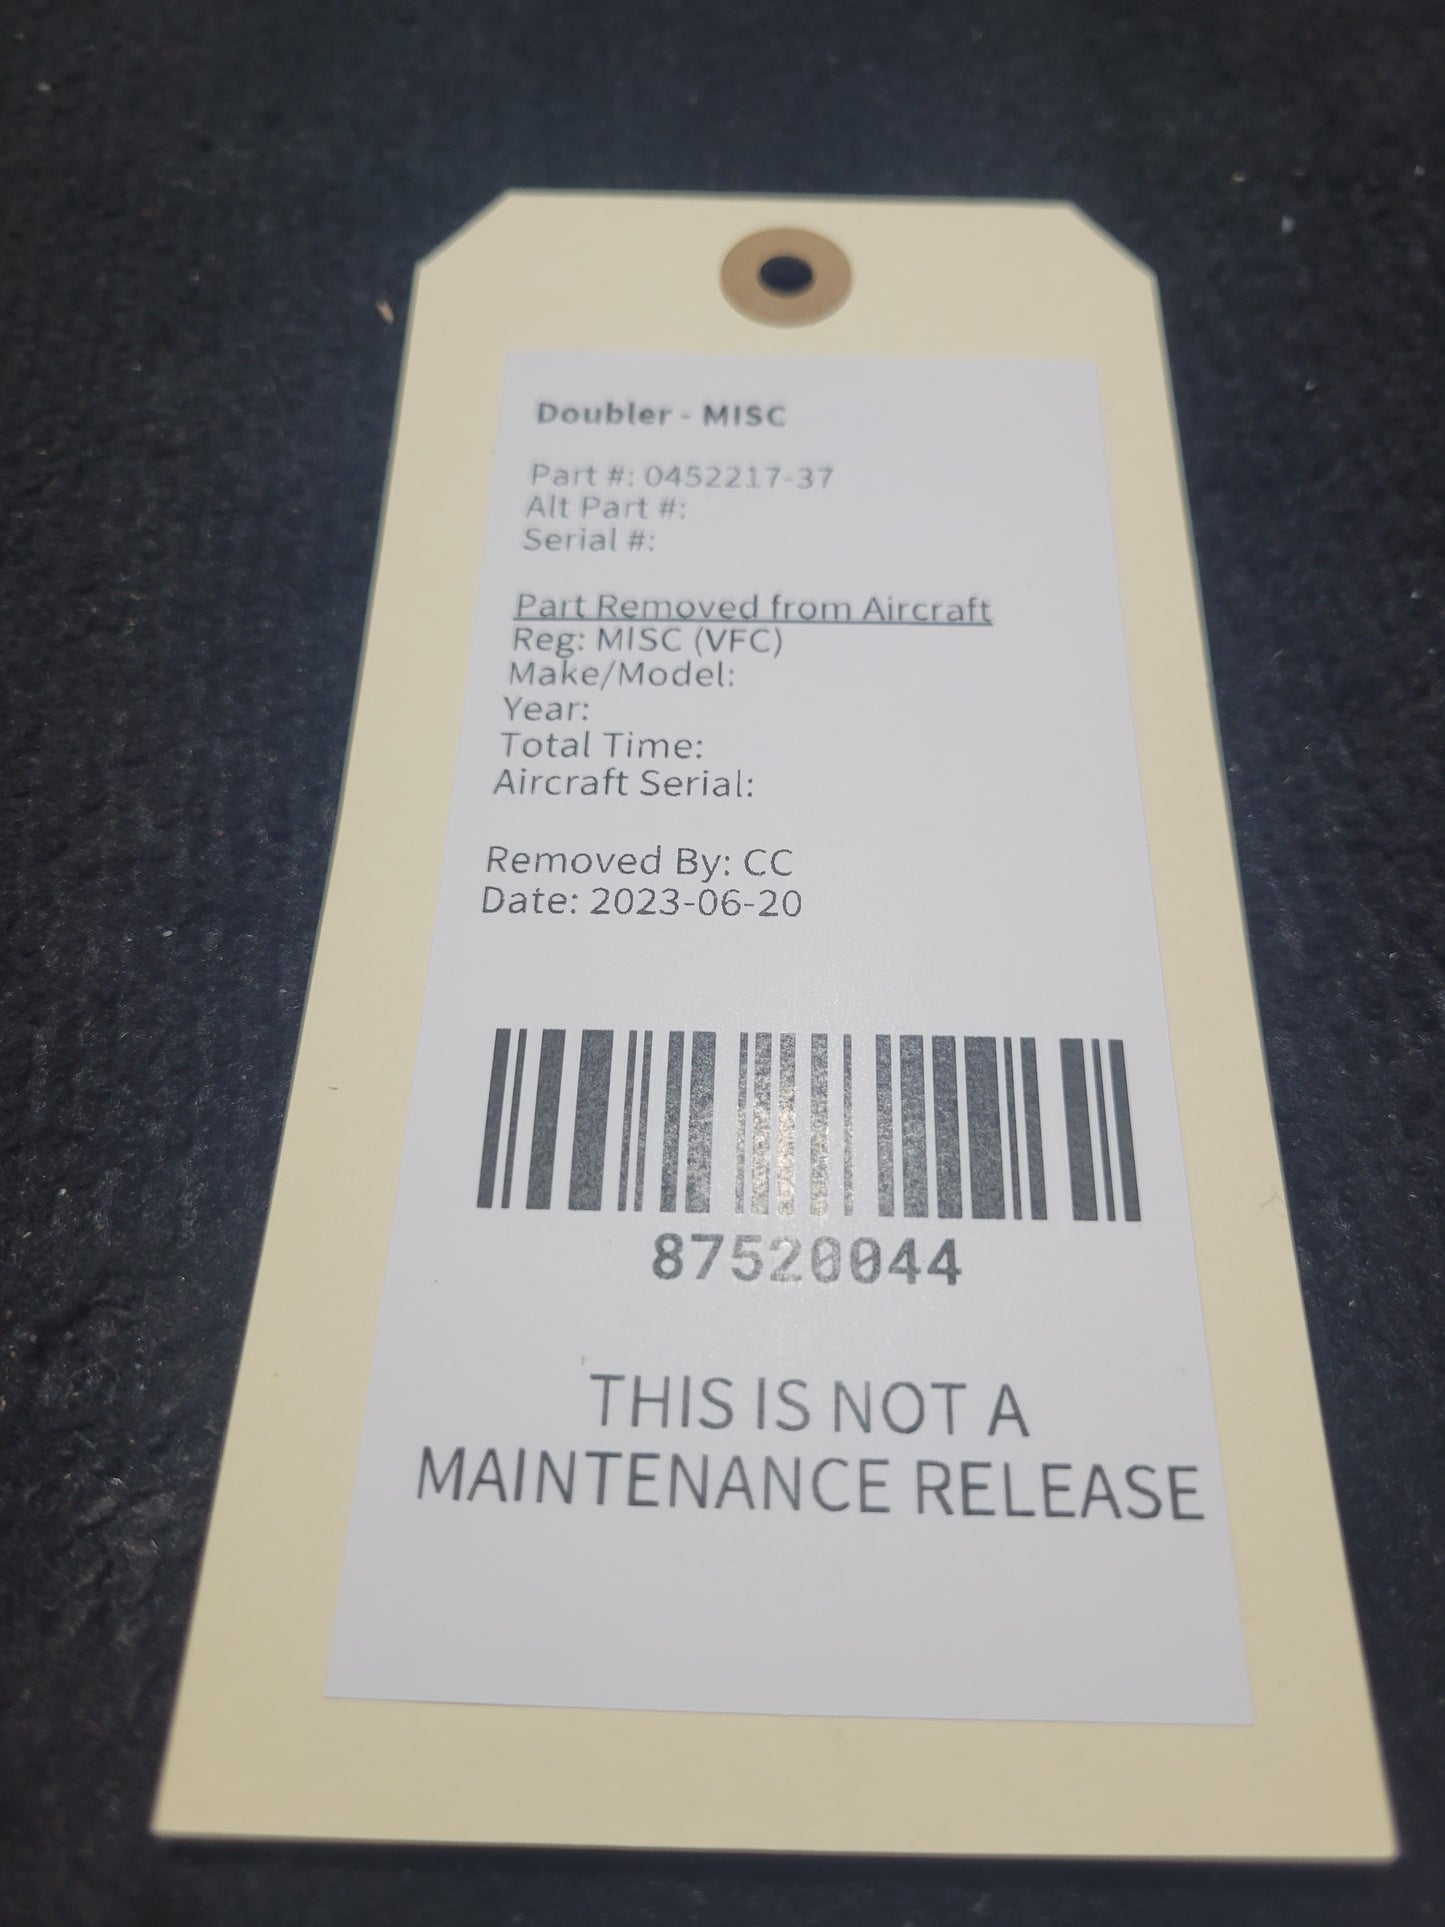 Doubler - MISC
Part #: 0452217-37
Alt Part #:
Serial #:
Part Removed from Aircraft
Reg: MISC (VFC)
Make/Model:
Year:
Total Time:
Aircraft Serial:
Removed By: CC
Date: 2023-06-20
87520044
THIS IS NOT A
MAINTENANCE RELEASE